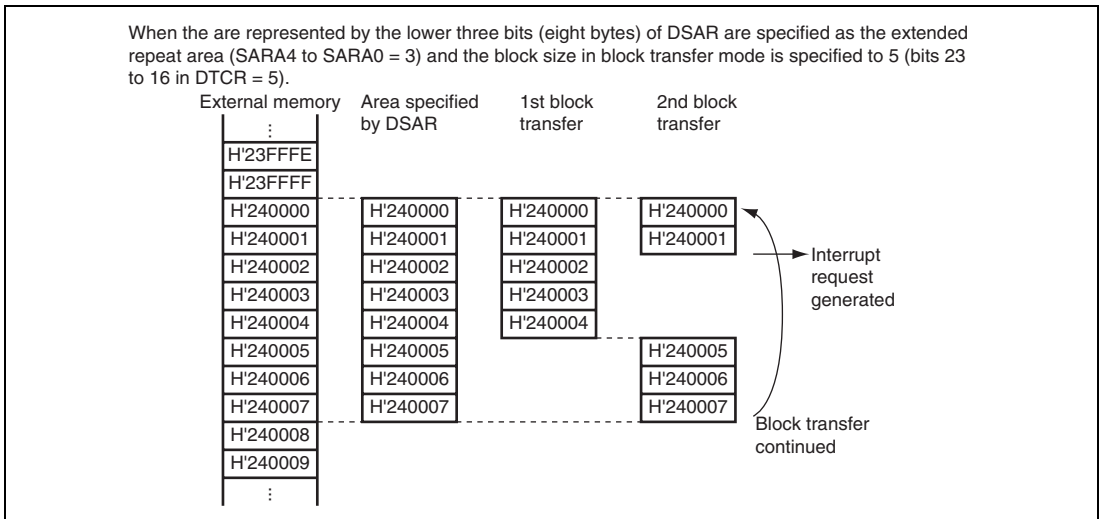 When the are represented by the lower three bits (eight bytes) of DSAR are specified as the extended
repeat area (SARA4 to SARA0 = 3) and the block size in block transfer mode is specified to 5 (bits 23
to 16 in DTCR = 5).
External memory
⋮
H'23FFFE
H'23FFFF
H'240000
H'240001
H'240002
H'240003
H'240004
H'240005
H'240006
H'240007
H'240008
H'240009
⋮
Area specified
by DSAR
H'240000
H'240001
H'240002
H'240003
H'240004
H'240005
H'240006
H'240007
1st block
transfer
H'240000
H'240001
H'240002
H'240003
H'240004
2nd block
transfer
H'240000
H'240001
H'240005
H'240006
H'240007
Interrupt
request
generated
Block transfer
continued